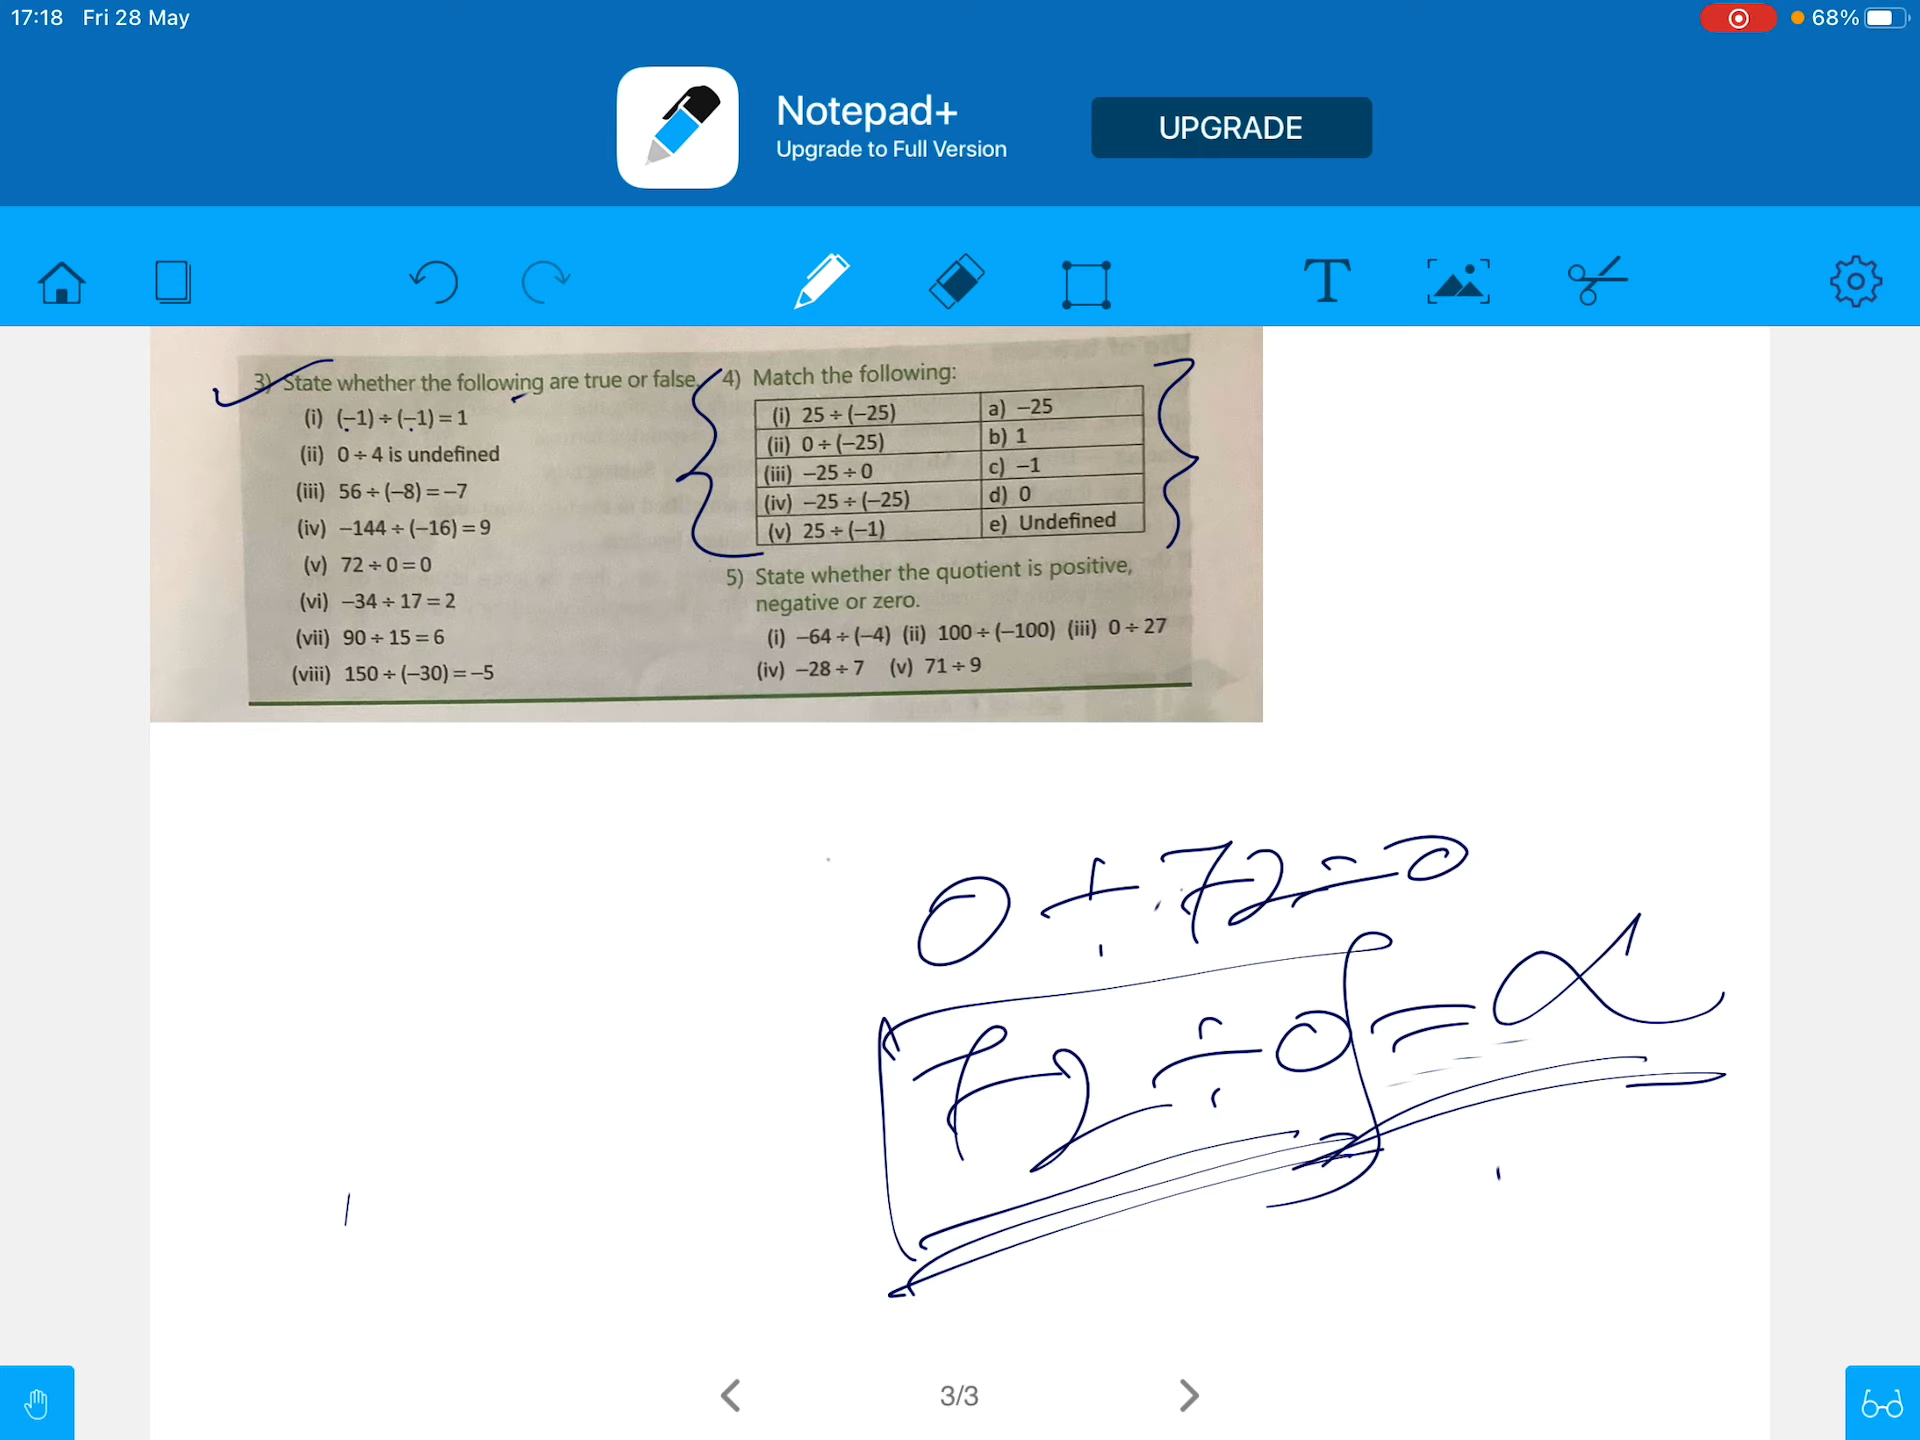 17:18 Fri 28 May
68%
Notepad+
Upgrade to Full Version
UPGRADE
T
3) State whether the following are true or false.
(i) (−1) ÷ (−1) = 1
(ii) 0 ÷ 4 is undefined
(iii) 56 ÷ (−8) = −7
(iv) −144 ÷ (−16) = 9
(v) 72 ÷ 0 = 0
(vi) −34 ÷ 17 = 2
(vii) 90 ÷ 15 = 6
(viii) 150 ÷ (−30) = −5
4) Match the following:
(i) 25 ÷ (−25) a) −25
(ii) 0 ÷ (−25) b) 1
(iii) −25 ÷ 0 c) −1
(iv) −25 ÷ (−25) d) 0
(v) 25 ÷ (−1) e) Undefined
5) State whether the quotient is positive,
negative or zero.
(i) −64 ÷ (−4) (ii) 100 ÷ (−100) (iii) 0 ÷ 27
(iv) −28 ÷ 7 (v) 71 ÷ 9
0 ÷ 72 = 0
72 ÷ 0 = α
3/3